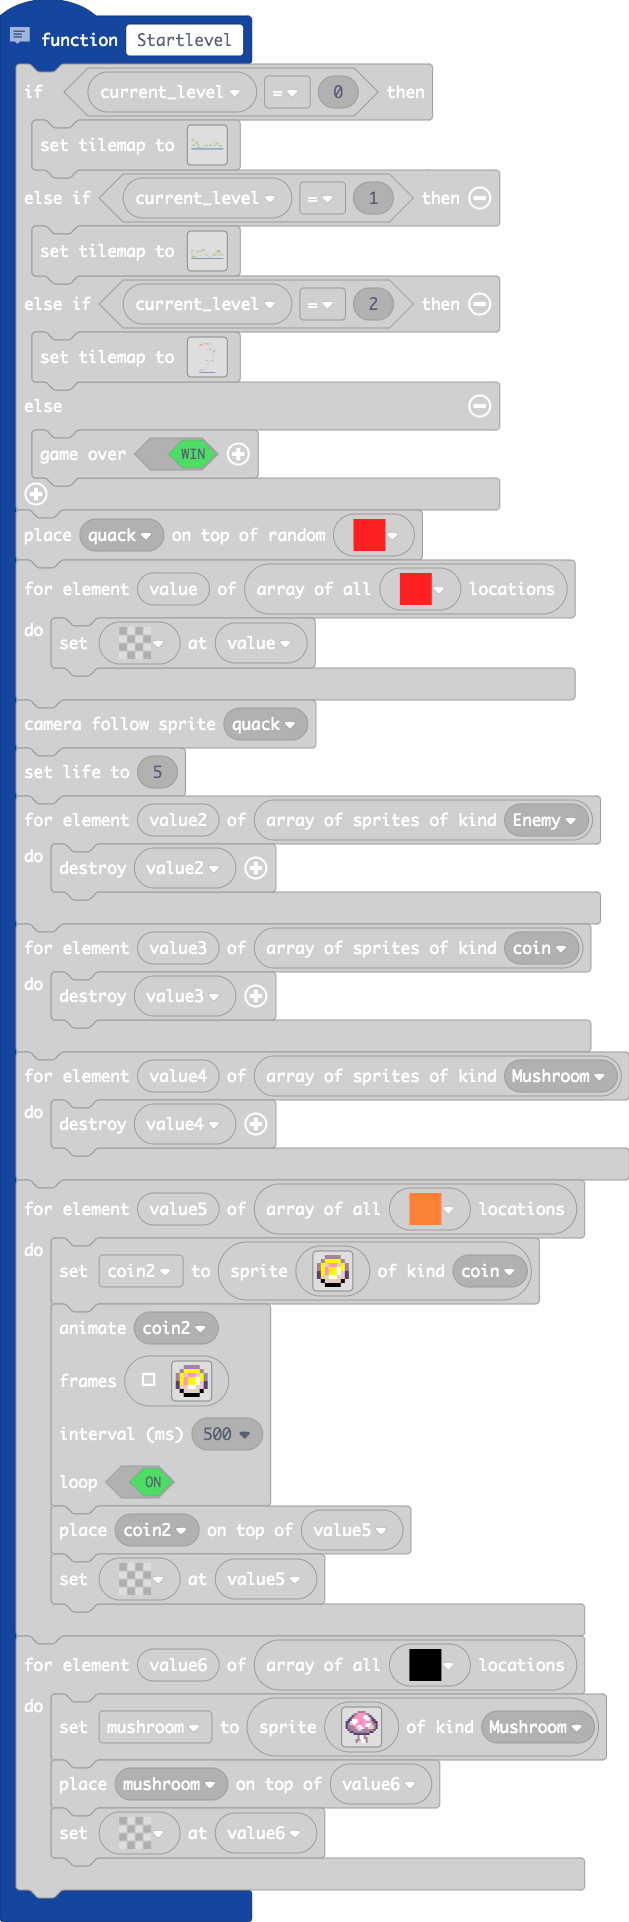 function Startlevel
if current_level = 0 then
set tilemap to
else if current_level = 1 then
set tilemap to
else if current_level = 2 then
set tilemap to
else
game over WIN
place quack on top of random
for element value of array of all locations
do set at value
camera follow sprite quack
set life to 5
for element value2 of array of sprites of kind Enemy
do destroy value2
for element value3 of array of sprites of kind coin
do destroy value3
for element value4 of array of sprites of kind Mushroom
do destroy value4
for element value5 of array of all locations
do set coin2 to sprite of kind coin
animate coin2
frames
interval (ms) 500
loop ON
place coin2 on top of value5
set at value5
for element value6 of array of all locations
do set mushroom to sprite of kind Mushroom
place mushroom on top of value6
set at value6